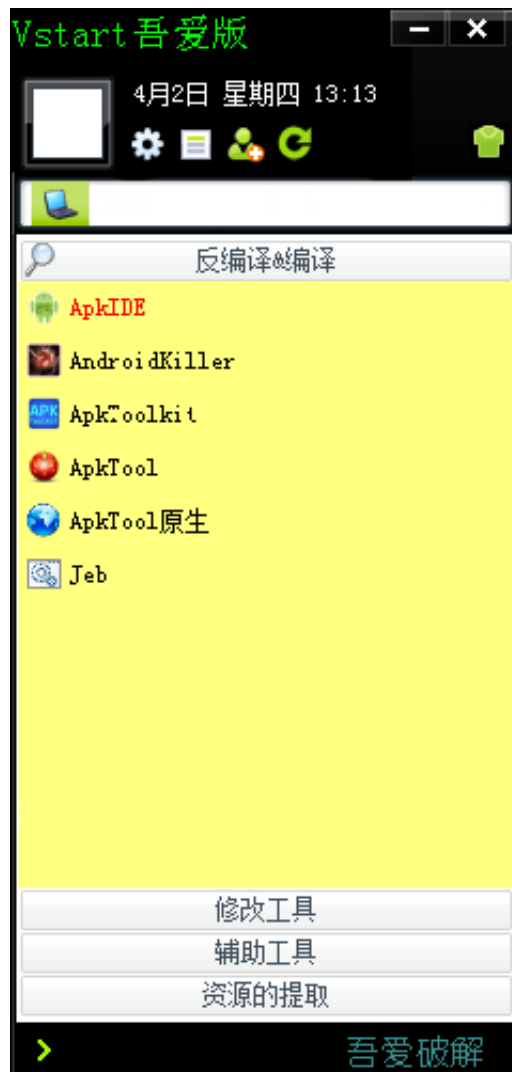 Vstart吾爱版
4月2日 星期四 13:13
反编译&编译
ApkIDE
AndroidKiller
APK
ApkToolkit
ApkTool
ApkTool原生
Jeb
修改工具
辅助工具
资源的提取
吾爱破解